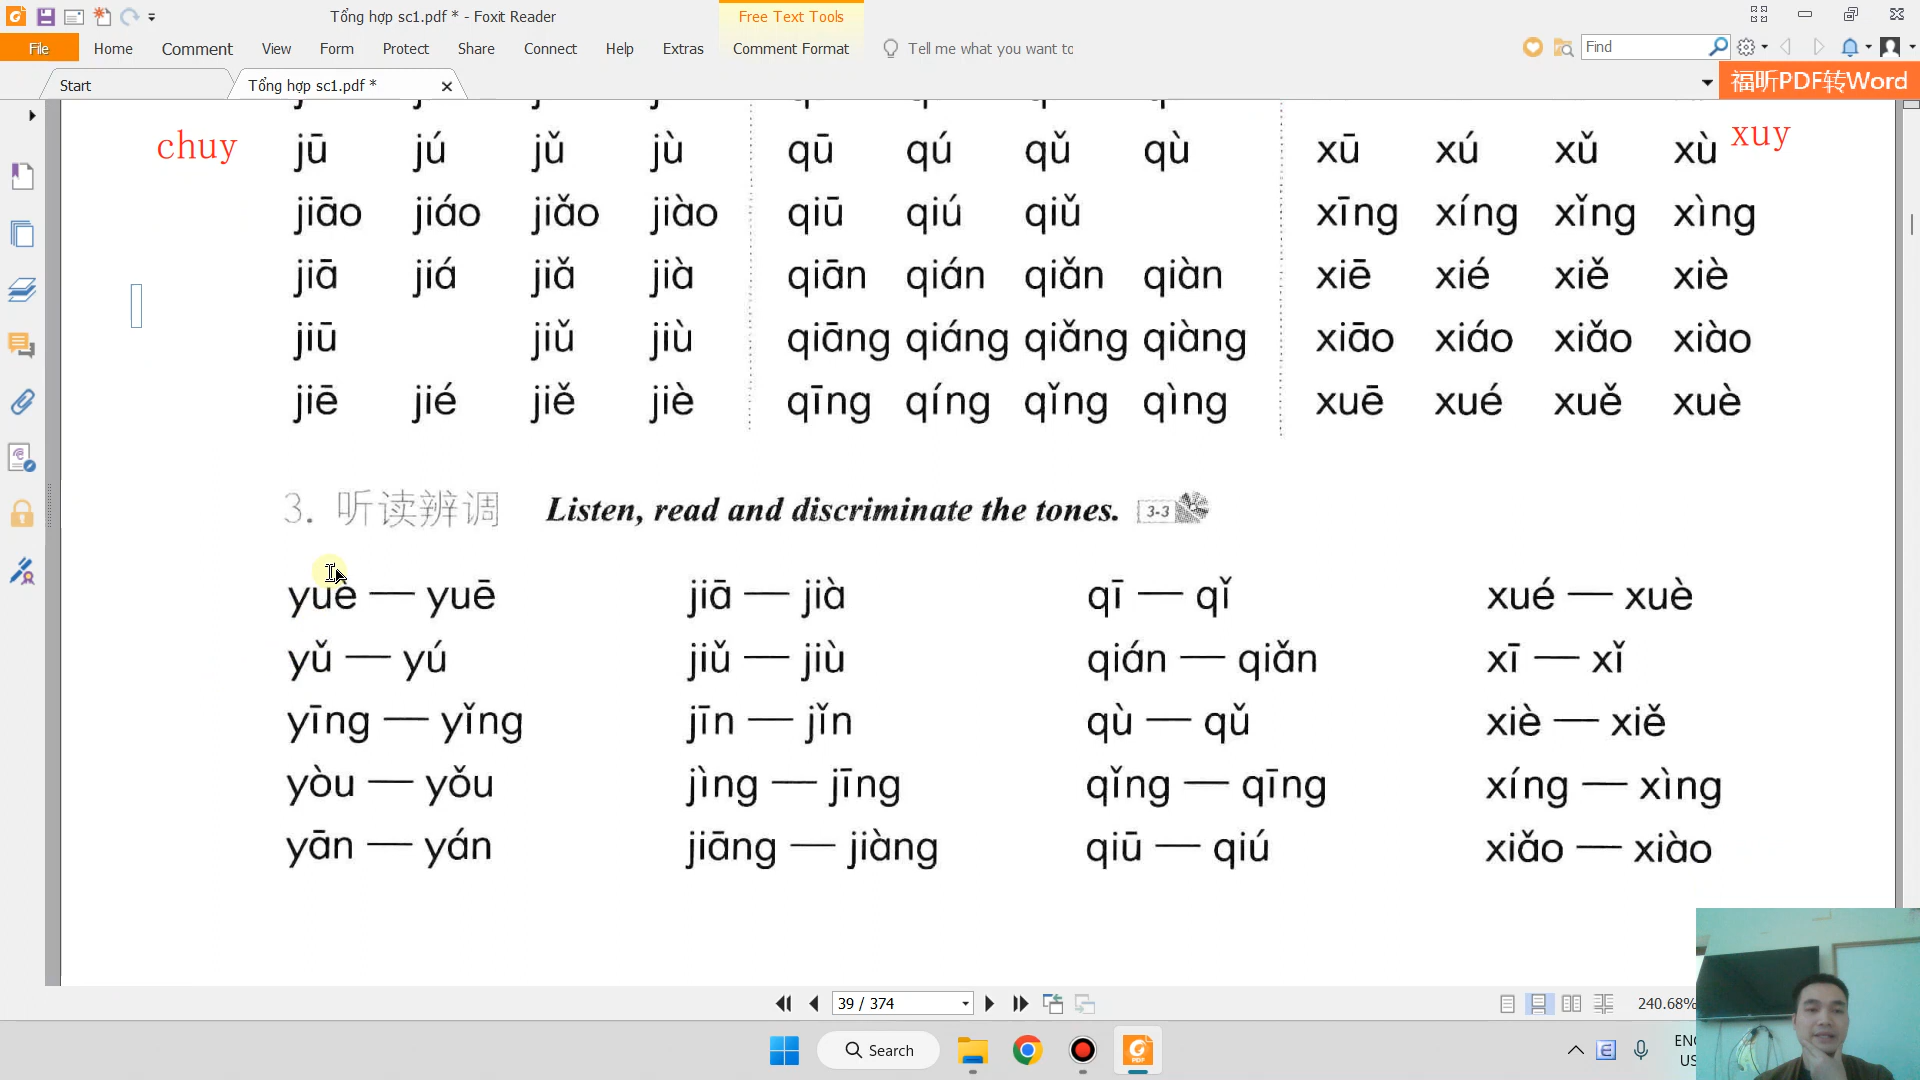 Tổng hợp sc1.pdf * - Foxit Reader
Free Text Tools
File Home Comment View Form Protect Share Connect Help Extras Comment Format Tell me what you want to Find
Start Tổng hợp sc1.pdf * 福昕PDF转Word
chuy jū jú jǔ jù qū qú qǔ qù xū xú xǔ xù xuy
jiāo jiáo jiǎo jiào qiū qiú qiǔ xīng xíng xǐng xìng
jiā jiá jiǎ jià qiān qián qiǎn qiàn xiē xié xiě xiè
jiū jiǔ jiù qiāng qiáng qiǎng qiàng xiāo xiáo xiǎo xiào
jiē jié jiě jiè qīng qíng qǐng qìng xuē xué xuě xuè
3. 听读辨调 Listen, read and discriminate the tones. 3-3
— yuē jiā — jià qī — qǐ xué — xuè
yǔ — yú jiǔ — jiù qián — qiǎn xī — xǐ
yīng — yǐng jīn — jǐn qù — qǔ xiè — xiě
yòu — yǒu jìng — jīng qǐng — qīng xíng — xìng
yān — yán jiāng — jiàng qiū — qiú xiǎo — xiào
39 / 374 240.68%
Search